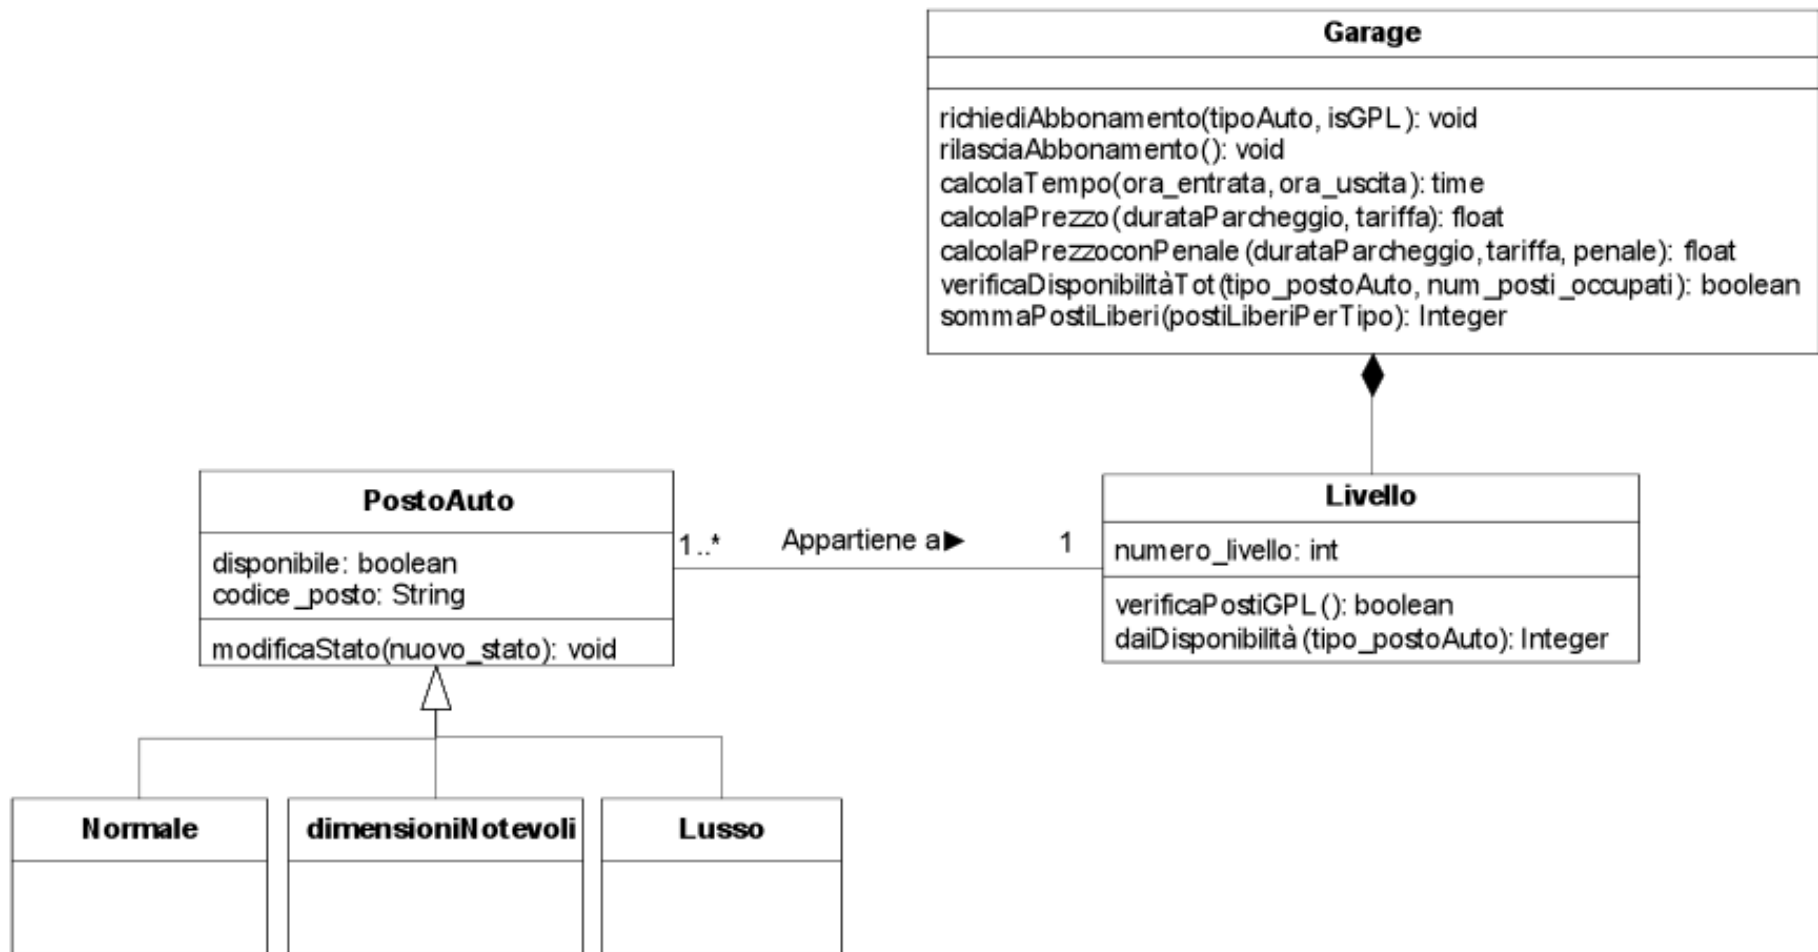 Garage
richiediAbbonamento(tipoAuto, isGPL): void
rilasciaAbbonamento(): void
calcolaTempo(ora_entrata, ora_uscita): time
calcolaPrezzo(durataParcheggio, tariffa): float
calcolaPrezzoconPenale(durataParcheggio, tariffa, penale): float
verificaDisponibilitàTot(tipo_postoAuto, num_posti_occupati): boolean
sommaPostiLiberi(postiLiberiPerTipo): Integer
PostoAuto
disponibile: boolean
codice_posto: String
modificaStato(nuovo_stato): void
1..* Appartiene a▶ 1
Livello
numero_livello: int
verificaPostiGPL(): boolean
daiDisponibilità(tipo_postoAuto): Integer
Normale
dimensioniNotevoli
Lusso